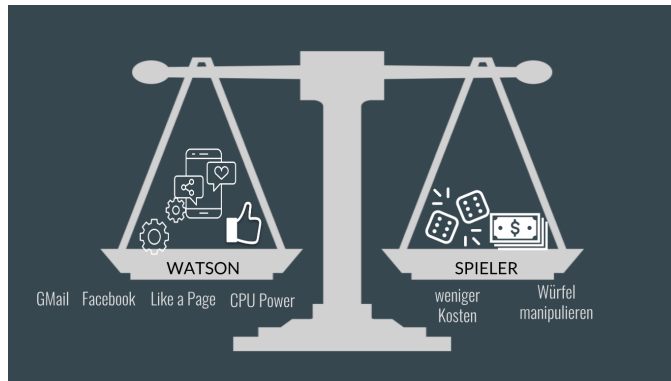 WATSON
SPIELER
GMail Facebook Like a Page CPU Power
weniger
Kosten
Würfel
manipulieren